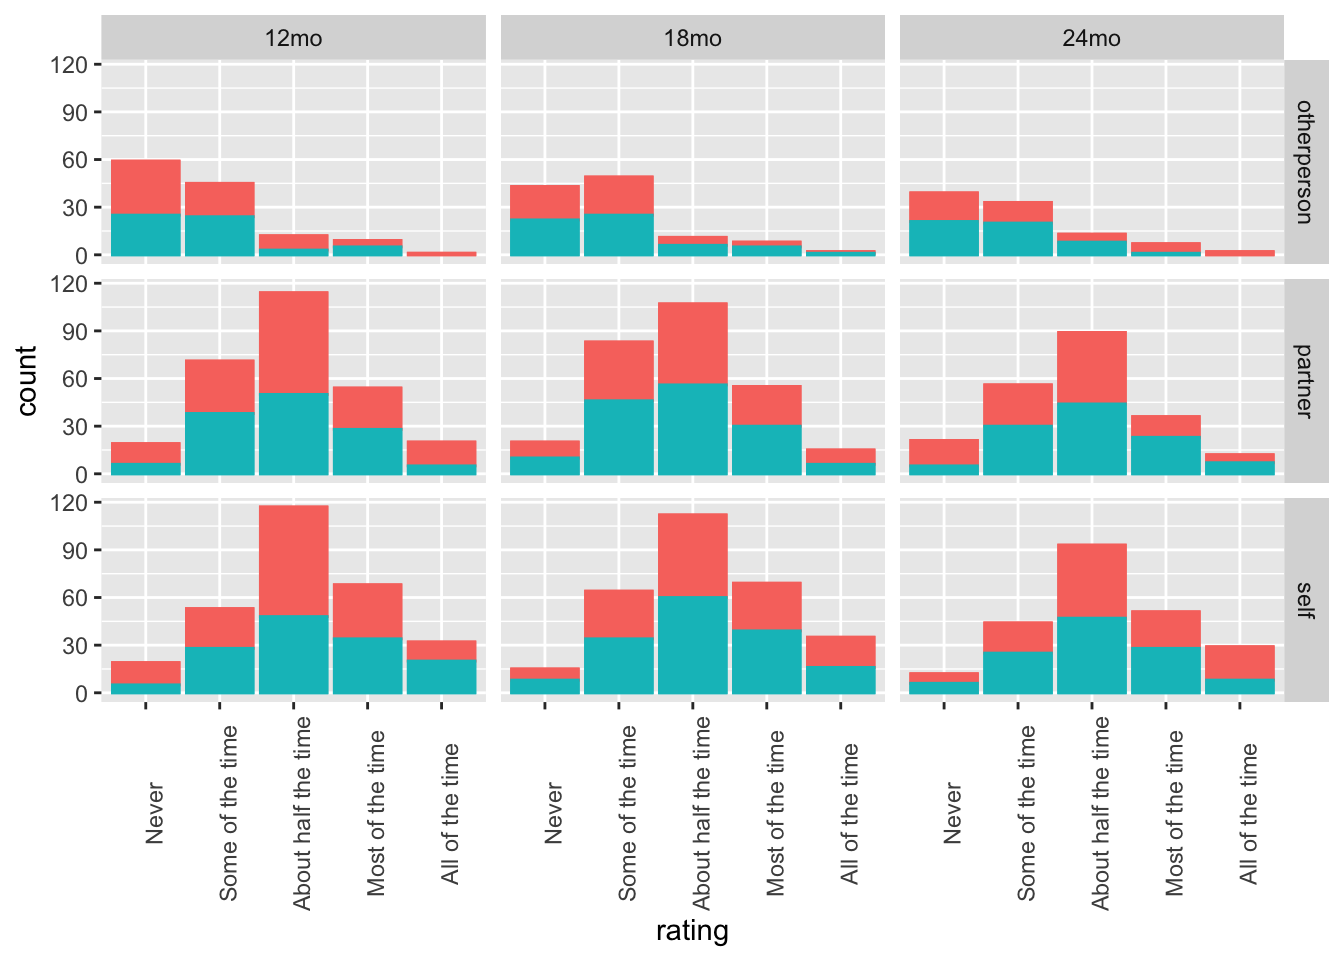 12mo
18mo
24mo
120
90
60
30
0
otherperson
120
90
60
30
0
partner
120
90
60
30
0
self
count
Never
Some of the time
About half the time
Most of the time
All of the time
Never
Some of the time
About half the time
Most of the time
All of the time
Never
Some of the time
About half the time
Most of the time
All of the time
rating